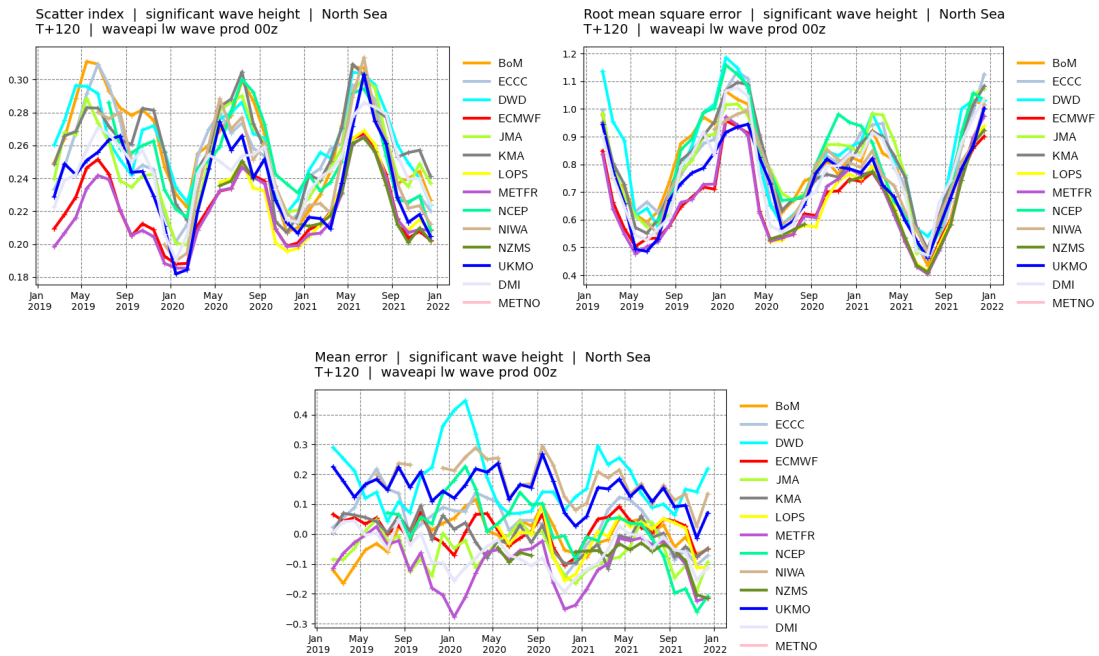 Scatter index | significant wave height | North Sea
T+120 | waveapi lw wave prod 00z
0.30
0.28
0.26
0.24
0.22
0.20
0.18
Jan 2019
May 2019
Sep 2019
Jan 2020
May 2020
Sep 2020
Jan 2021
May 2021
Sep 2021
Jan 2022
BoM
ECCC
DWD
ECMWF
JMA
KMA
LOPS
METFR
NCEP
NIWA
NZMS
UKMO
DMI
METNO
Root mean square error | significant wave height | North Sea
T+120 | waveapi lw wave prod 00z
1.2
1.1
1.0
0.9
0.8
0.7
0.6
0.5
0.4
Jan 2019
May 2019
Sep 2019
Jan 2020
May 2020
Sep 2020
Jan 2021
May 2021
Sep 2021
Jan 2022
BoM
ECCC
DWD
ECMWF
JMA
KMA
LOPS
METFR
NCEP
NIWA
NZMS
UKMO
DMI
METNO
Mean error | significant wave height | North Sea
T+120 | waveapi lw wave prod 00z
0.4
0.3
0.2
0.1
0.0
−0.1
−0.2
−0.3
Jan 2019
May 2019
Sep 2019
Jan 2020
May 2020
Sep 2020
Jan 2021
May 2021
Sep 2021
Jan 2022
BoM
ECCC
DWD
ECMWF
JMA
KMA
LOPS
METFR
NCEP
NIWA
NZMS
UKMO
DMI
METNO